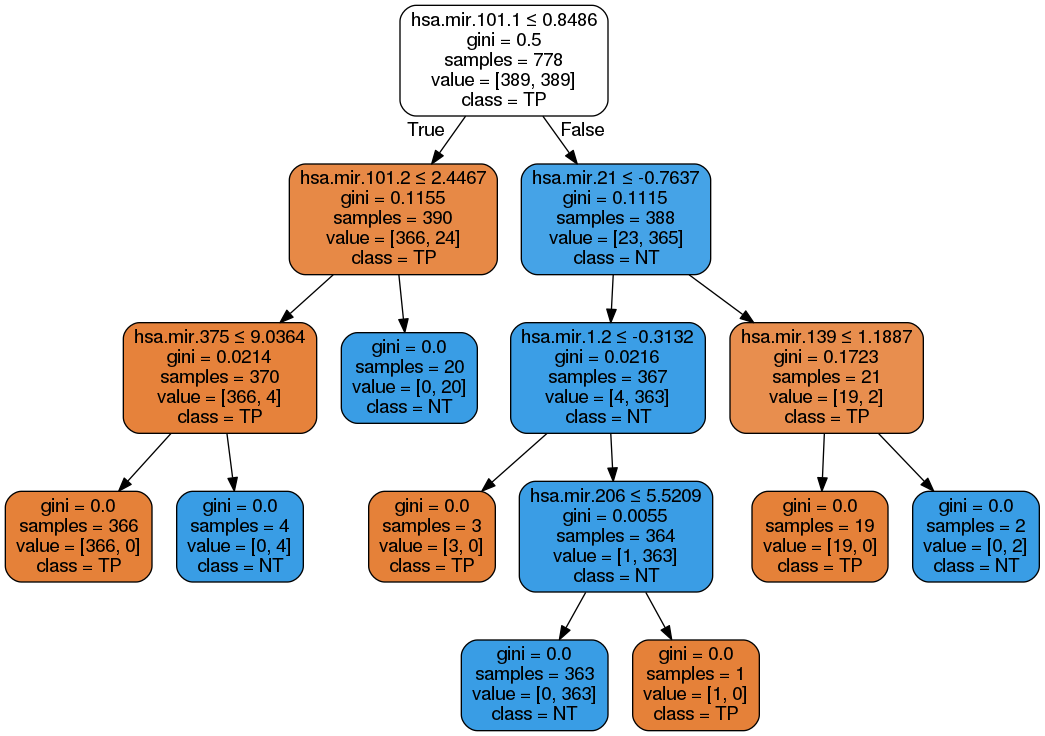 hsa.mir.101.1 ≤ 0.8486
gini = 0.5
samples = 778
value = [389, 389]
class = TP
True
False
hsa.mir.101.2 ≤ 2.4467
gini = 0.1155
samples = 390
value = [366, 24]
class = TP
hsa.mir.21 ≤ -0.7637
gini = 0.1115
samples = 388
value = [23, 365]
class = NT
hsa.mir.375 ≤ 9.0364
gini = 0.0214
samples = 370
value = [366, 4]
class = TP
gini = 0.0
samples = 20
value = [0, 20]
class = NT
hsa.mir.1.2 ≤ -0.3132
gini = 0.0216
samples = 367
value = [4, 363]
class = NT
hsa.mir.139 ≤ 1.1887
gini = 0.1723
samples = 21
value = [19, 2]
class = TP
gini = 0.0
samples = 366
value = [366, 0]
class = TP
gini = 0.0
samples = 4
value = [0, 4]
class = NT
gini = 0.0
samples = 3
value = [3, 0]
class = TP
hsa.mir.206 ≤ 5.5209
gini = 0.0055
samples = 364
value = [1, 363]
class = NT
gini = 0.0
samples = 19
value = [19, 0]
class = TP
gini = 0.0
samples = 2
value = [0, 2]
class = NT
gini = 0.0
samples = 363
value = [0, 363]
class = NT
gini = 0.0
samples = 1
value = [1, 0]
class = TP